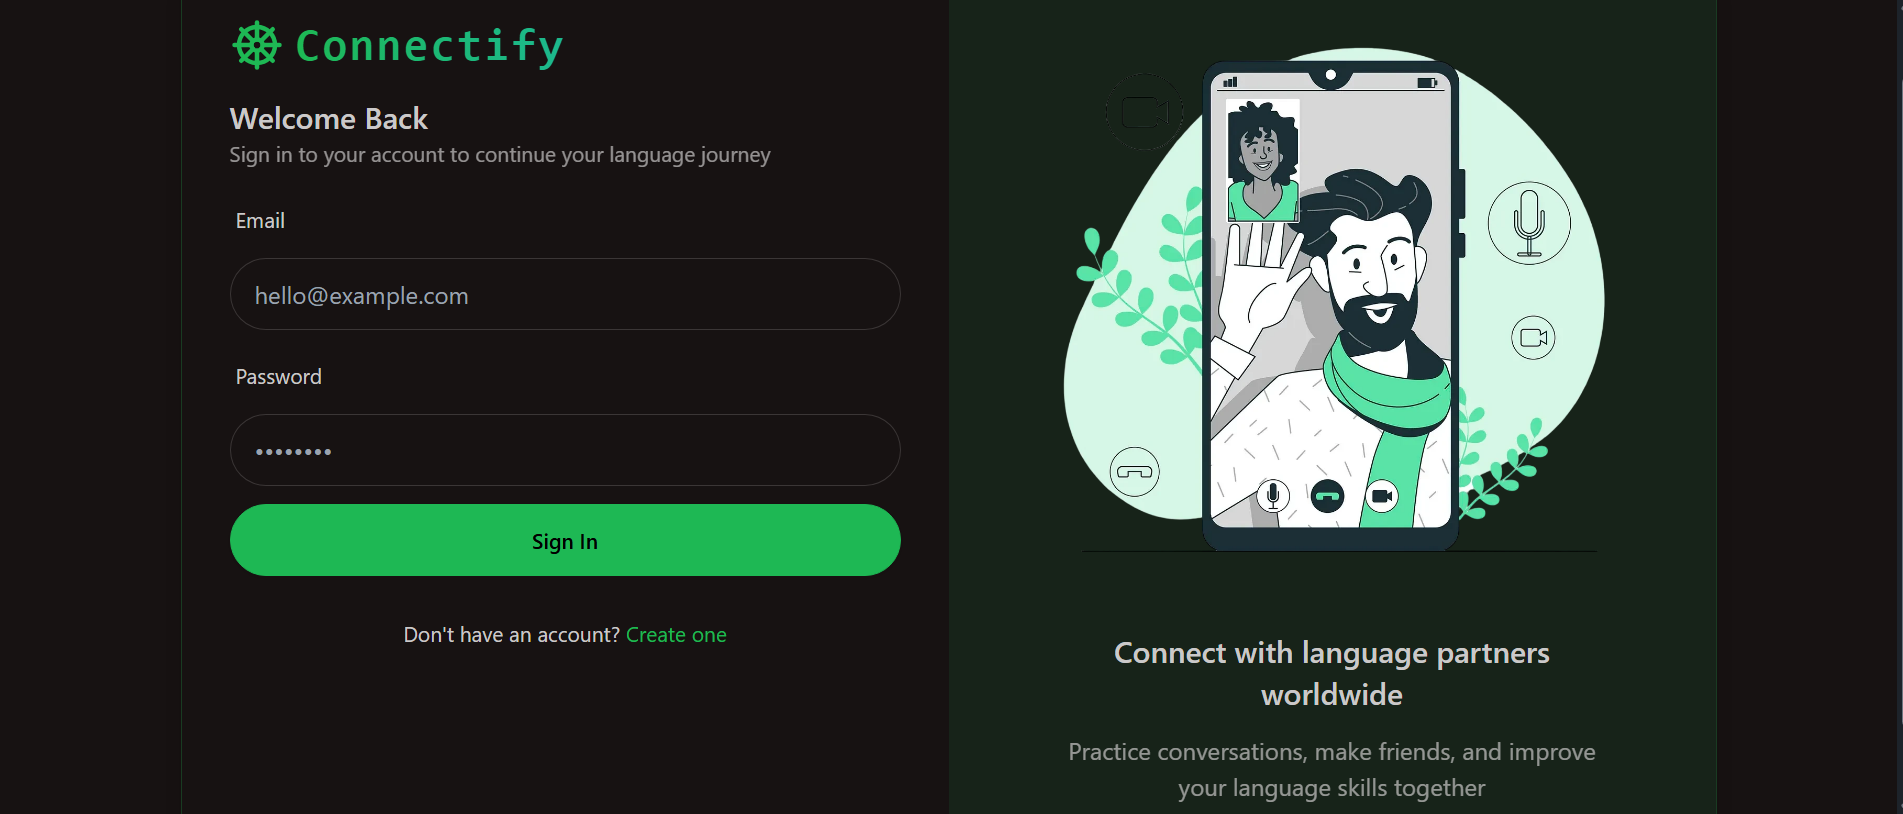 Connectify
Welcome Back
Sign in to your account to continue your language journey
Email
hello@example.com
Password
••••••••
Sign In
Don't have an account? Create one
Connect with language partners
worldwide
Practice conversations, make friends, and improve
your language skills together